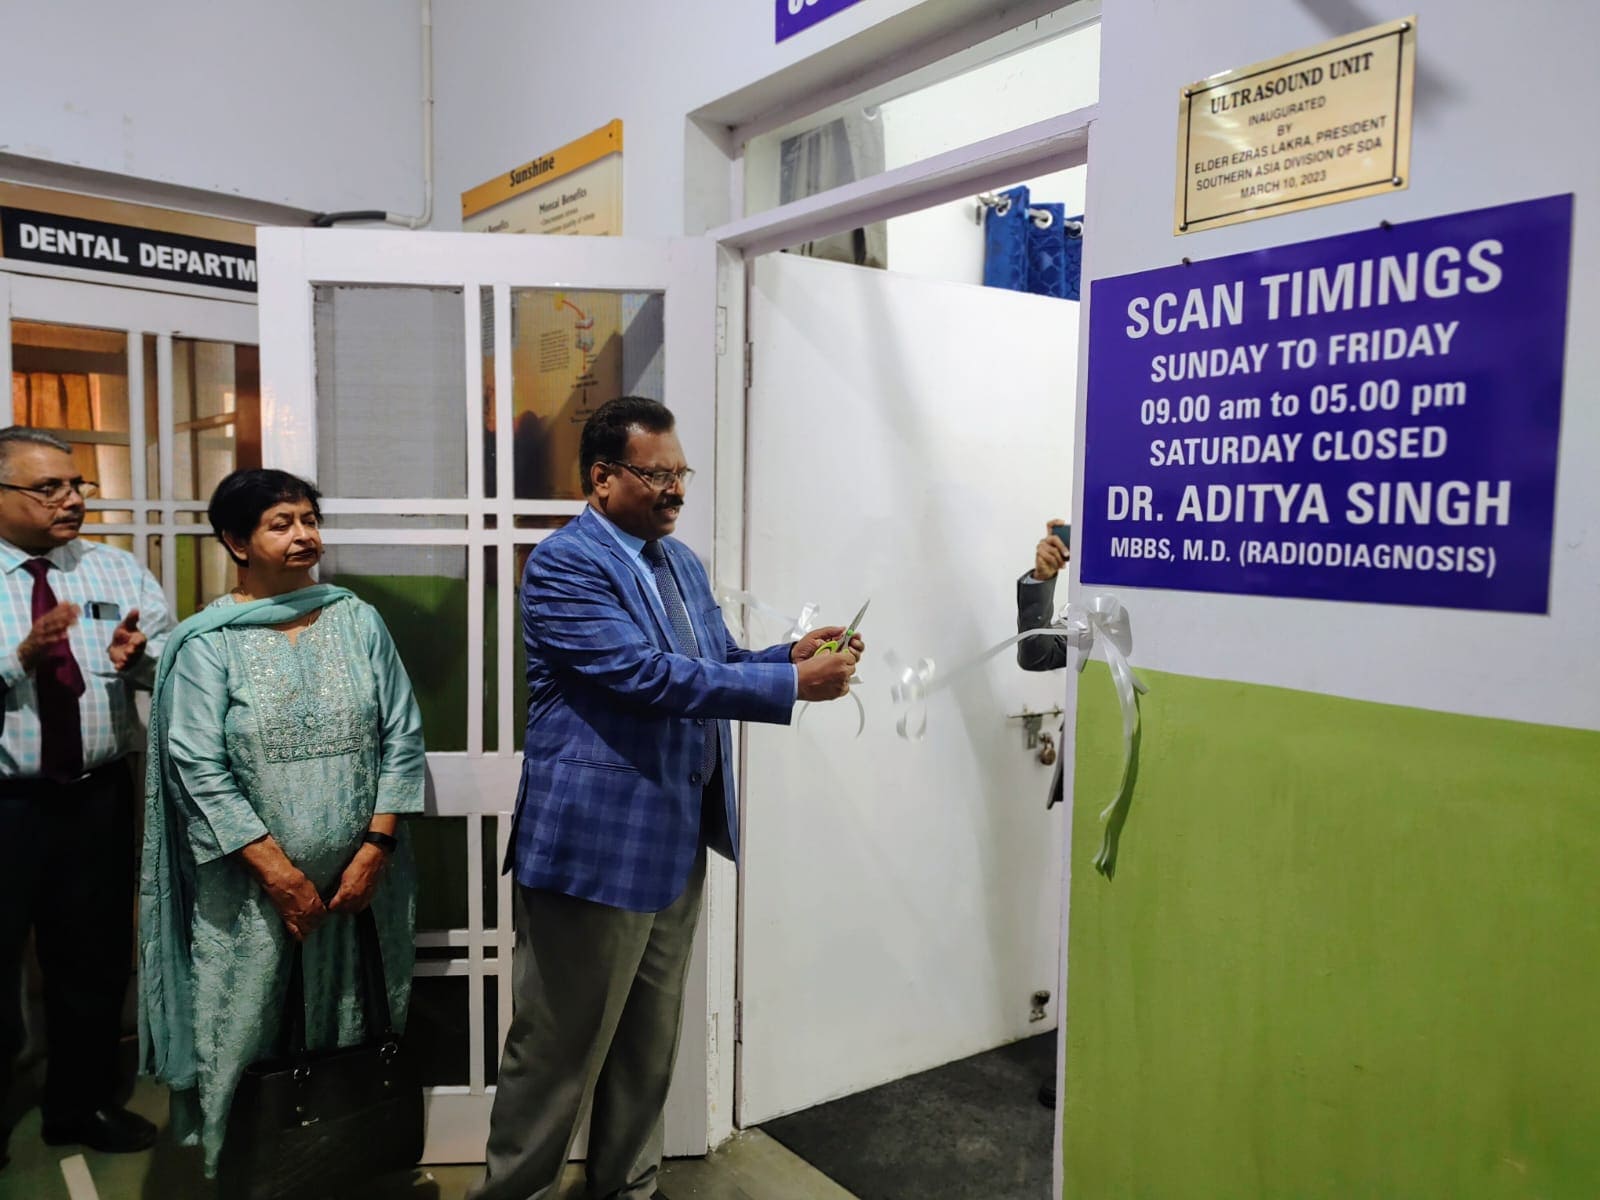 DENTAL DEPARTM
Sunshine
Mental Benefits
ULTRASOUND UNIT
INAUGURATED
BY
ELDER EZRAS LAKRA, PRESIDENT
SOUTHERN ASIA DIVISION OF SDA
MARCH 10, 2023
SCAN TIMINGS
SUNDAY TO FRIDAY
09.00 am to 05.00 pm
SATURDAY CLOSED
DR. ADITYA SINGH
MBBS, M.D. (RADIODIAGNOSIS)